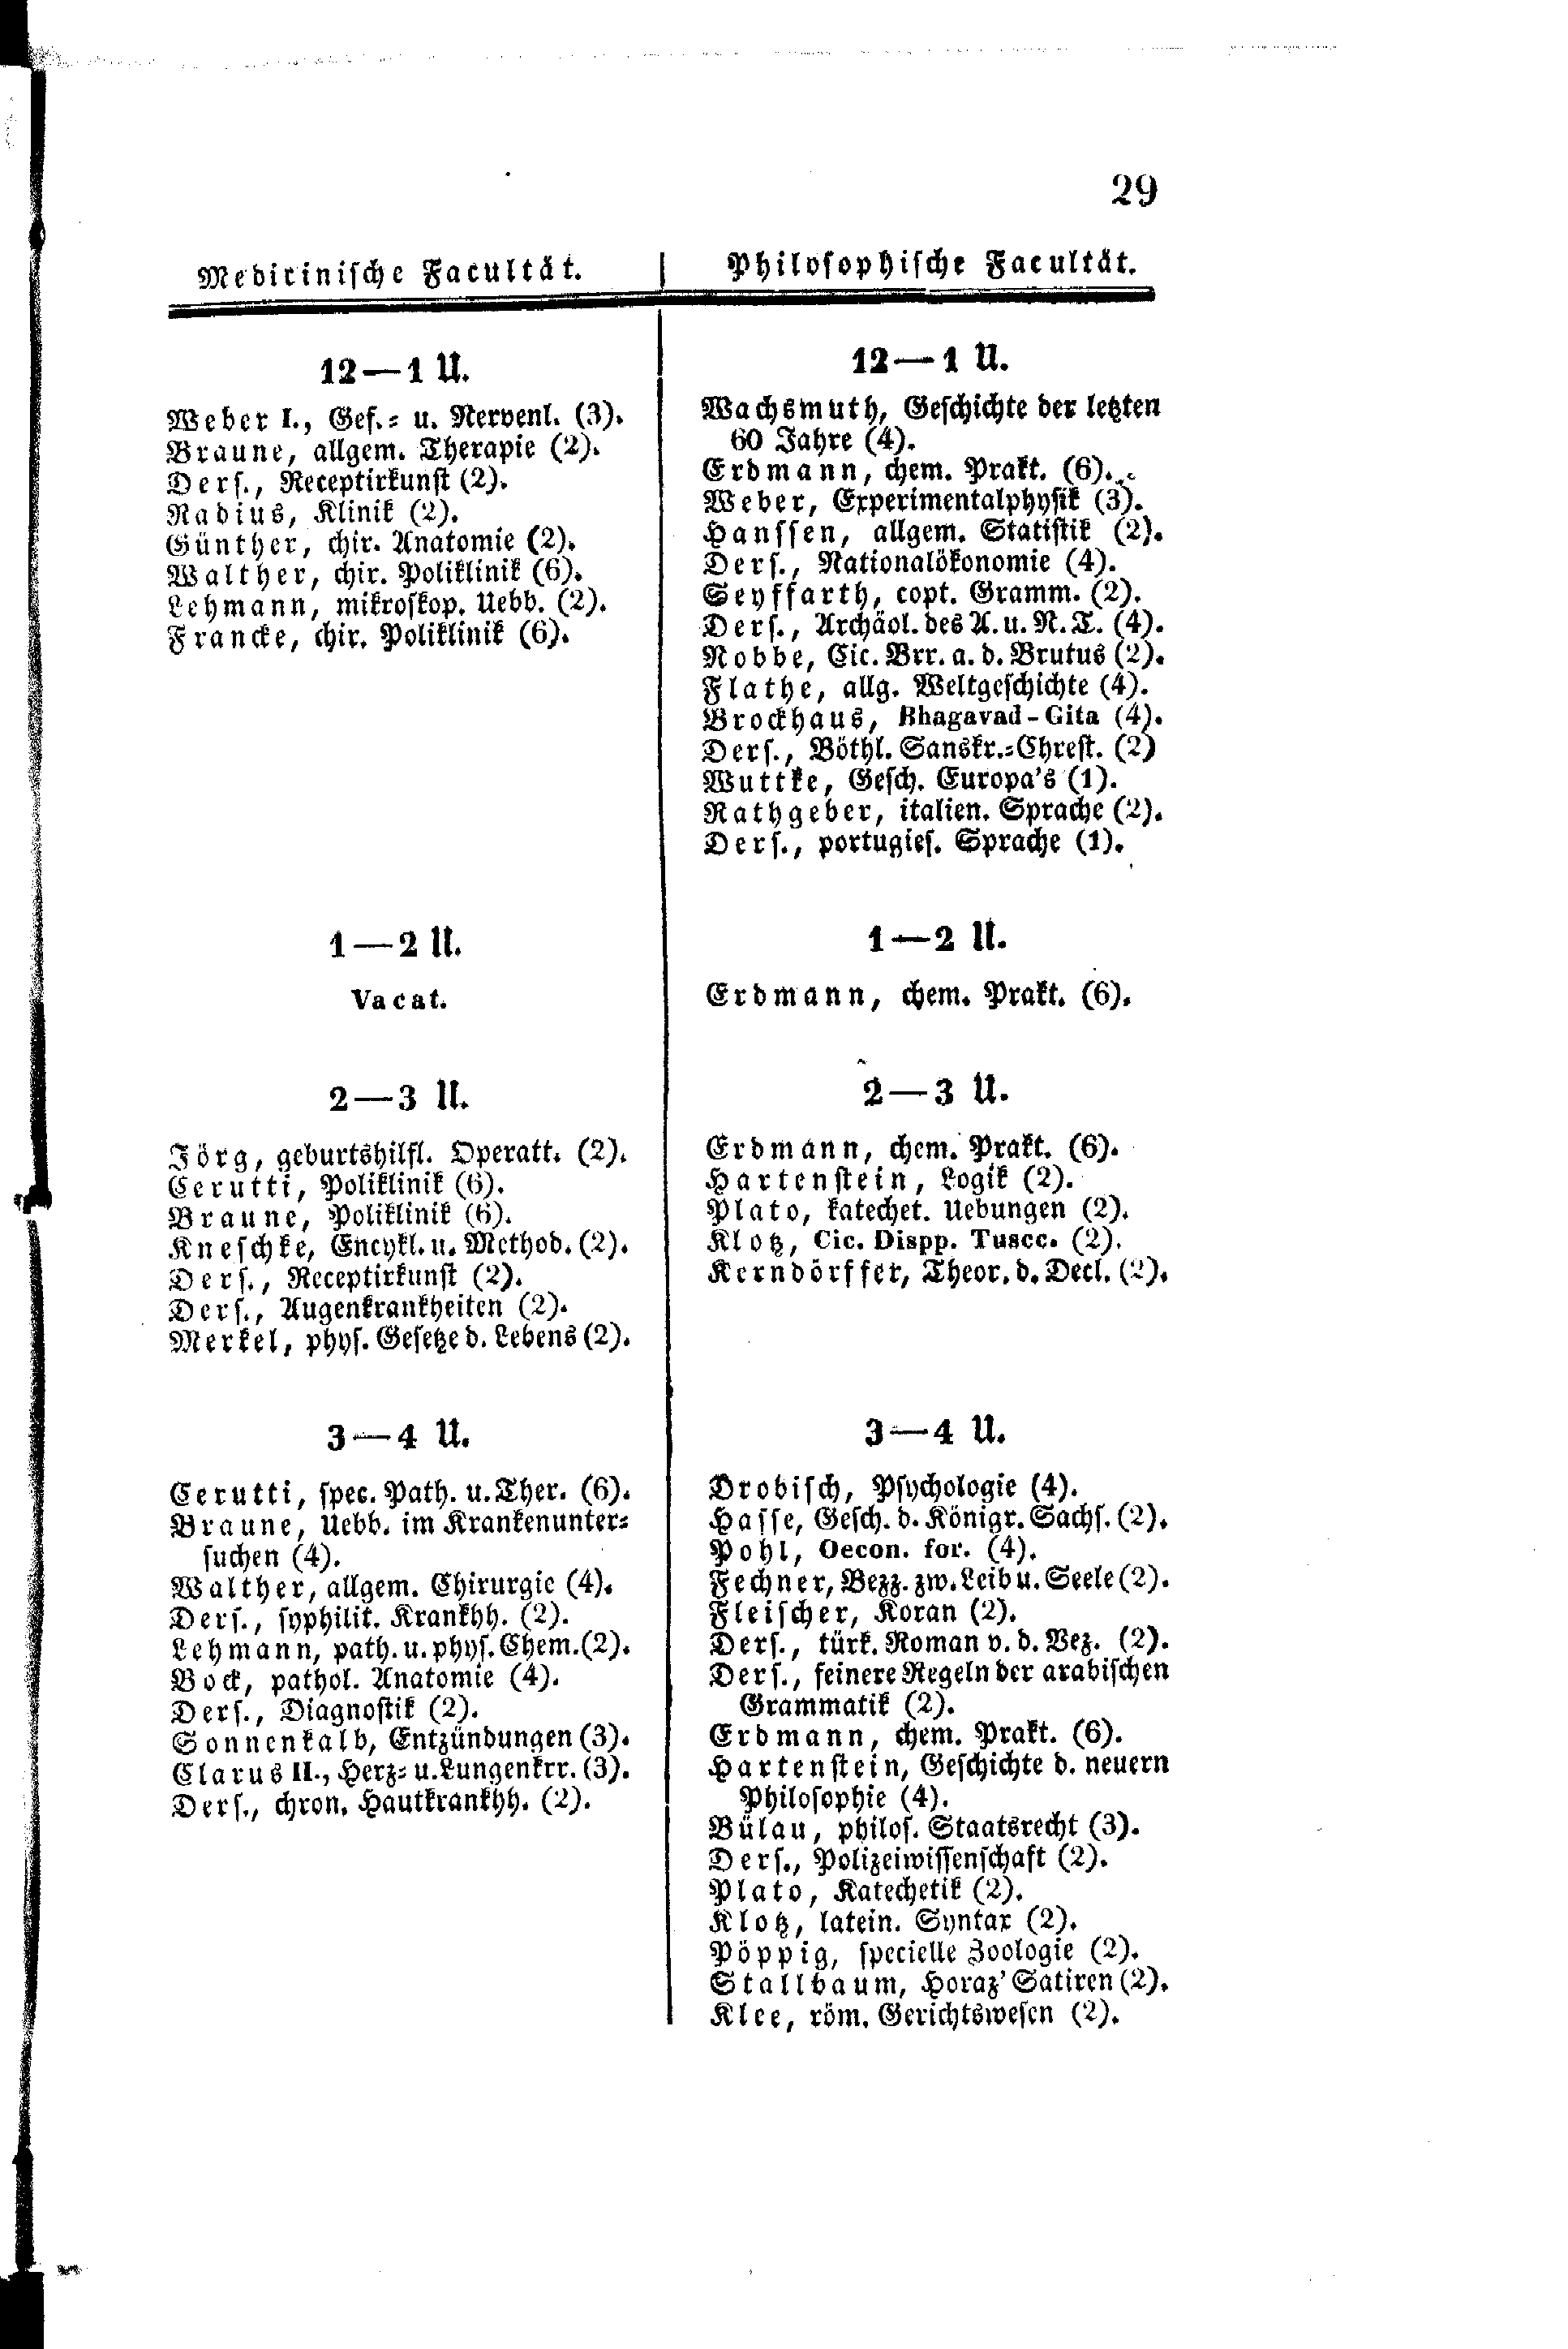 29
Medicinische Facultät.
12—1 U.
Weber I., Gef.- u. Nervenl. (3).
Braune, allgem. Therapie (2).
Ders., Receptirkunst (2).
Radius, Klinik (2).
Günther, chir. Anatomie (2).
Walther, chir. Poliklinik (6).
Lehmann, mikroskop. Uebb. (2).
Francke, chir. Poliklinik (6).
1—2 U.
Vacat.
2—3 U.
Jörg, geburtshilfl. Operatt. (2).
Cerutti, Poliklinik (6).
Braune, Poliklinik (6).
Kneschke, Encykl. u. Method. (2).
Ders., Receptirkunst (2).
Ders., Augenkrankheiten (2).
Merkel, phys. Gesetze d. Lebens (2).
3—4 U.
Cerutti, spec. Path. u. Ther. (6).
Braune, Uebb. im Krankenunter-
suchen (4).
Walther, allgem. Chirurgie (4).
Ders., syphilit. Krankhh. (2).
Lehmann, path. u. phys. Chem. (2).
Bock, pathol. Anatomie (4).
Ders., Diagnostik (2).
Sonnenkalb, Entzündungen (3).
Clarus II., Herz- u. Lungenkrr. (3).
Ders., chron. Hautkrankhh. (2).
Philosophische Facultät.
12—1 U.
Wachsmuth, Geschichte der letzten
60 Jahre (4).
Erdmann, chem. Prakt. (6).
Weber, Experimentalphysik (3).
Hanssen, allgem. Statistik (2).
Ders., Nationalökonomie (4).
Seyffarth, copt. Gramm. (2).
Ders., Archäol. des A. u. N. T. (4).
Nobbe, Cic. Brr. a. d. Brutus (2).
Flathe, allg. Weltgeschichte (4).
Brockhaus, Bhagavad-Gita (4).
Ders., Böthl. Sanskr.-Chrest. (2)
Wuttke, Gesch. Europa's (1).
Rathgeber, italien. Sprache (2).
Ders., portugies. Sprache (1).
1—2 U.
Erdmann, chem. Prakt. (6).
2—3 U.
Erdmann, chem. Prakt. (6).
Hartenstein, Logik (2).
Plato, katechet. Uebungen (2).
Klotz, Cic. Dispp. Tuscc. (2).
Kerndörffer, Theor. d. Decl. (2).
3—4 U.
Drobisch, Psychologie (4).
Hasse, Gesch. d. Königr. Sachs. (2).
Pohl, Oecon. for. (4).
Fechner, Bezz. zw. Leib u. Seele (2).
Fleischer, Koran (2).
Ders., türk. Roman v. d. Vez. (2).
Ders., feinere Regeln der arabischen
Grammatik (2).
Erdmann, chem. Prakt. (6).
Hartenstein, Geschichte d. neuern
Philosophie (4).
Bülau, philos. Staatsrecht (3).
Ders., Polizeiwissenschaft (2).
Plato, Katechetik (2).
Klotz, latein. Syntax (2).
Pöppig, specielle Zoologie (2).
Stallbaum, Horaz' Satiren (2).
Klee, röm. Gerichtswesen (2).